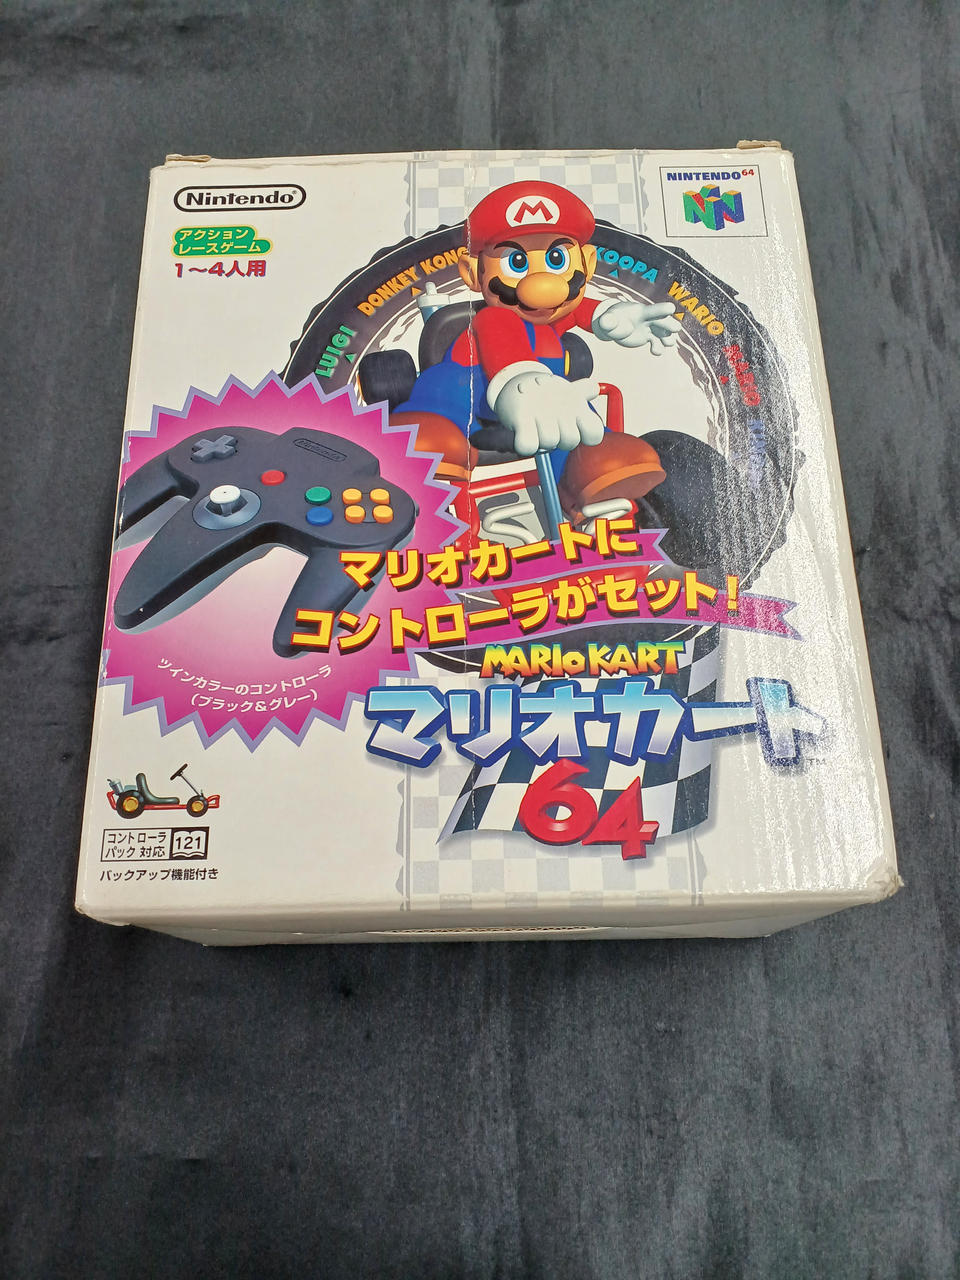 Nintendo®
アクション
レースゲーム
1〜4人用
NINTENDO64
LUIGI
DONKEY KONG
KOOPA
WARIO
Nintendo
マリオカートに
コントローラがセット!
ツインカラーのコントローラ
(ブラック&グレー)
MARIO KART
マリオカート
64
TM
コントローラ
パック 対応
121
バックアップ機能付き
M